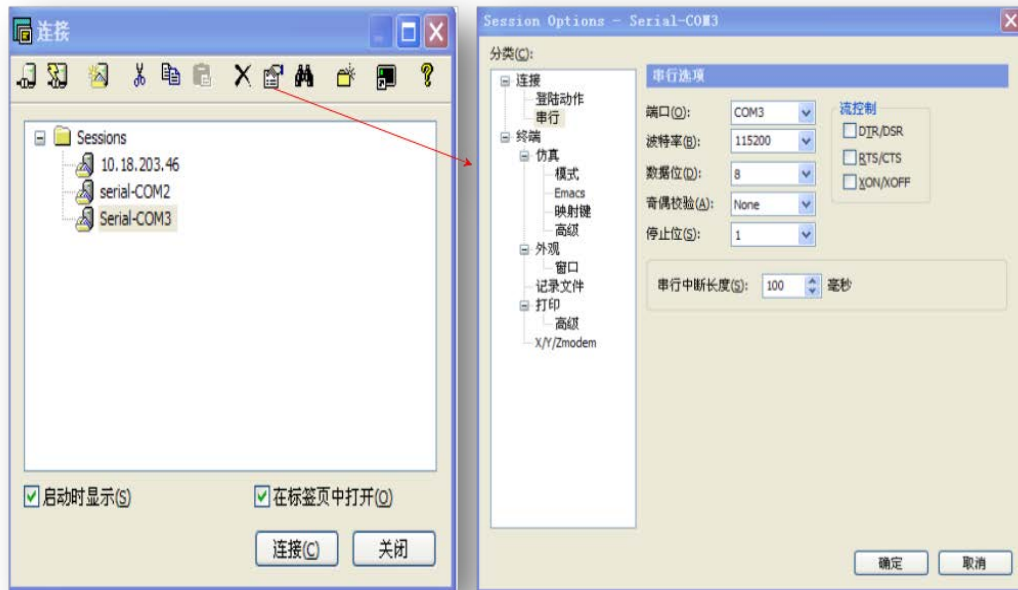 连接
Sessions
10.18.203.46
serial-COM2
Serial-COM3
启动时显示(S)
在标签页中打开(O)
连接(C)
关闭
Session Options - Serial-COM3
分类(C):
连接
登陆动作
串行
终端
仿真
模式
Emacs
映射键
高级
外观
窗口
记录文件
打印
高级
X/Y/Zmodem
串行选项
端口(O): COM3
波特率(B): 115200
数据位(D): 8
奇偶校验(A): None
停止位(S): 1
流控制
DTR/DSR
RTS/CTS
XON/XOFF
串行中断长度(S): 100 毫秒
确定
取消